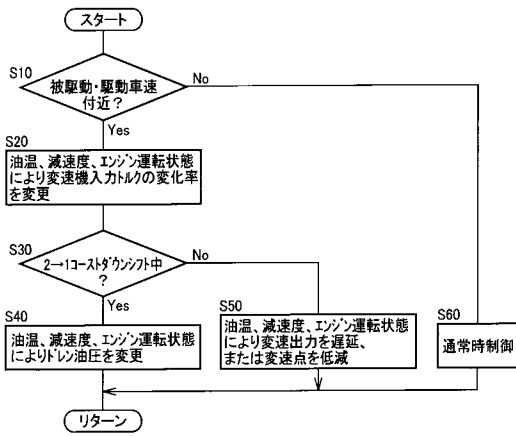 スタート
S10
被駆動・駆動車速
付近？
No
Yes
S20
油温、減速度、エンジン運転状態
により変速機入力トルクの変化率
を変更
S30
2→1コーストダウンシフト中
？
No
Yes
S40
油温、減速度、エンジン運転状態
によりドレン油圧を変更
S50
油温、減速度、エンジン運転状態
により変速出力を遅延、
または変速点を低減
S60
通常時制御
リターン